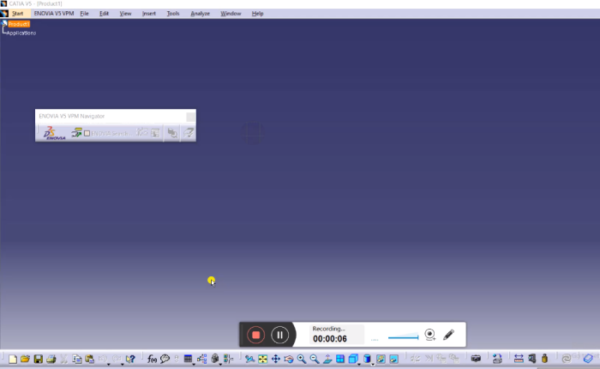 CATIA V5 - [Product1]
Start ENOVIA V5 VPM File Edit View Insert Tools Analyze Window Help
Product1
Applications
ENOVIA V5 VPM Navigator
ENOVIA
Recording...
00:00:06